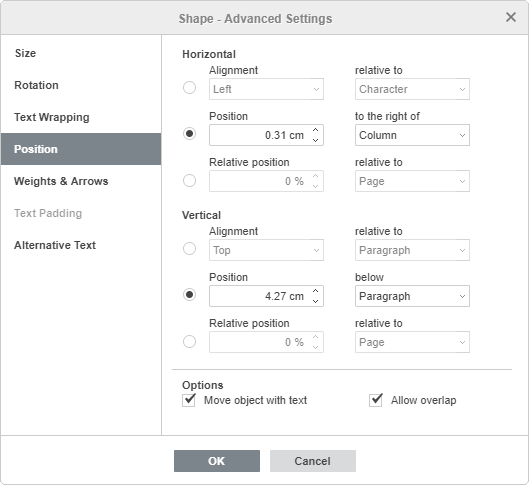 Shape - Advanced Settings
Size
Rotation
Text Wrapping
Position
Weights & Arrows
Text Padding
Alternative Text
Horizontal
Alignment relative to
Left Character
Position to the right of
0.31 cm Column
Relative position relative to
0 % Page
Vertical
Alignment relative to
Top Paragraph
Position below
4.27 cm Paragraph
Relative position relative to
0 % Page
Options
Move object with text Allow overlap
OK Cancel